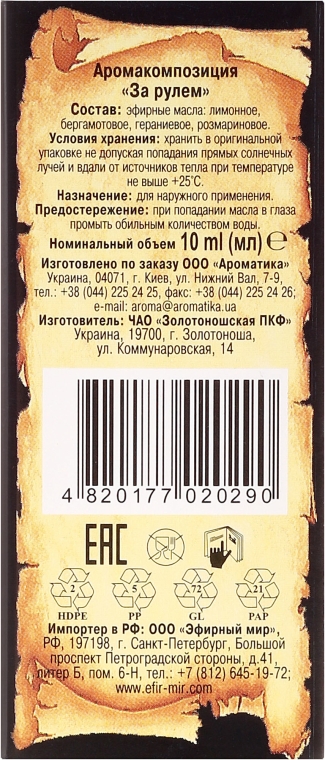 Аромакомпозиция
«За рулем»
Состав: эфирные масла: лимонное,
бергамотовое, гераниевое, розмариновое.
Условия хранения: хранить в оригинальной
упаковке не допуская попадания прямых солнечных
лучей и вдали от источников тепла при температуре
не выше +25°С.
Назначение: для наружного применения.
Предостережение: при попадании масла в глаза
промыть обильным количеством воды.
Номинальный объем 10 ml (мл) ℮
Изготовлено по заказу ООО «Ароматика»
Украина, 04071, г. Киев, ул. Нижний Вал, 7-9,
тел.: +38 (044) 225 24 25, факс: +38 (044) 225 24 26;
e-mail: aroma@aromatika.ua
Изготовитель: ЧАО «Золотоношская ПКФ»
Украина, 19700, г. Золотоноша,
ул. Коммунаровская, 14
4 820177 020290
EAC
2 5 72 21
HDPE PP GL PAP
Импортер в РФ: ООО «Эфирный мир»,
РФ, 197198, г. Санкт-Петербург, Большой
проспект Петроградской стороны, д.41,
литер Б, пом. 6-Н, тел.: +7 (812) 645-19-72;
www.efir-mir.com